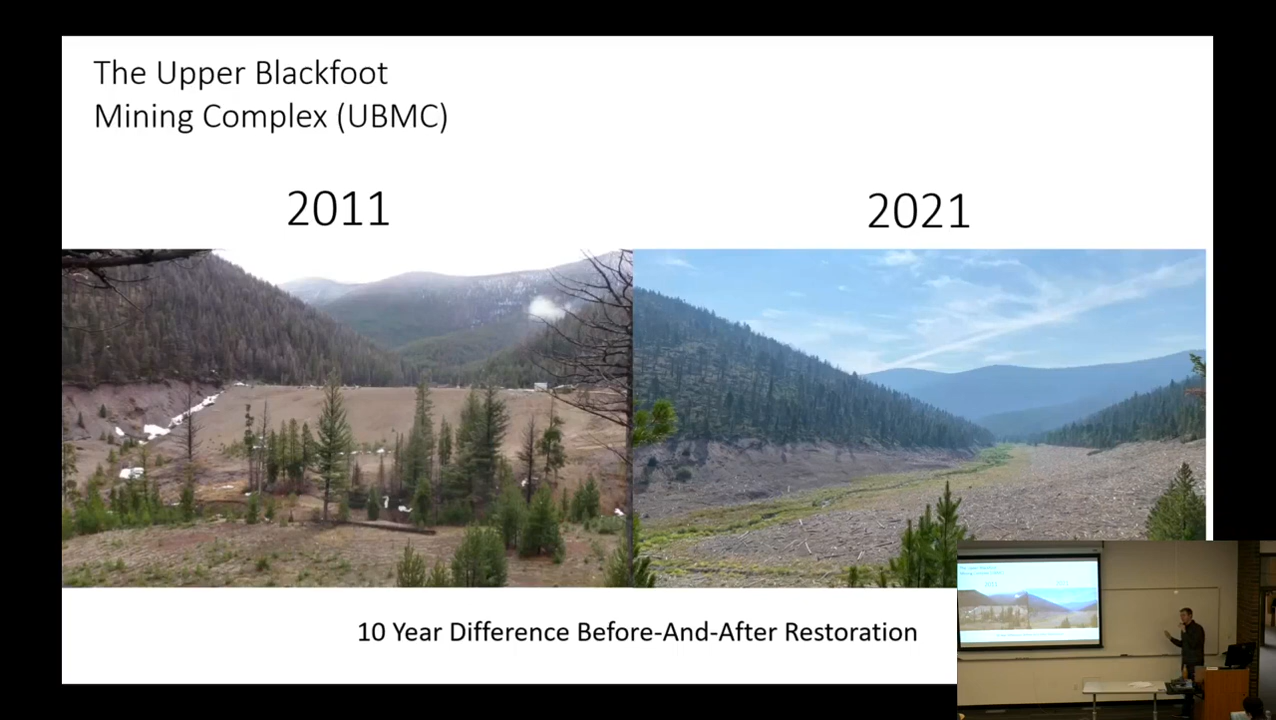 The Upper Blackfoot
Mining Complex (UBMC)
2011
2021
10 Year Difference Before-And-After Restoration